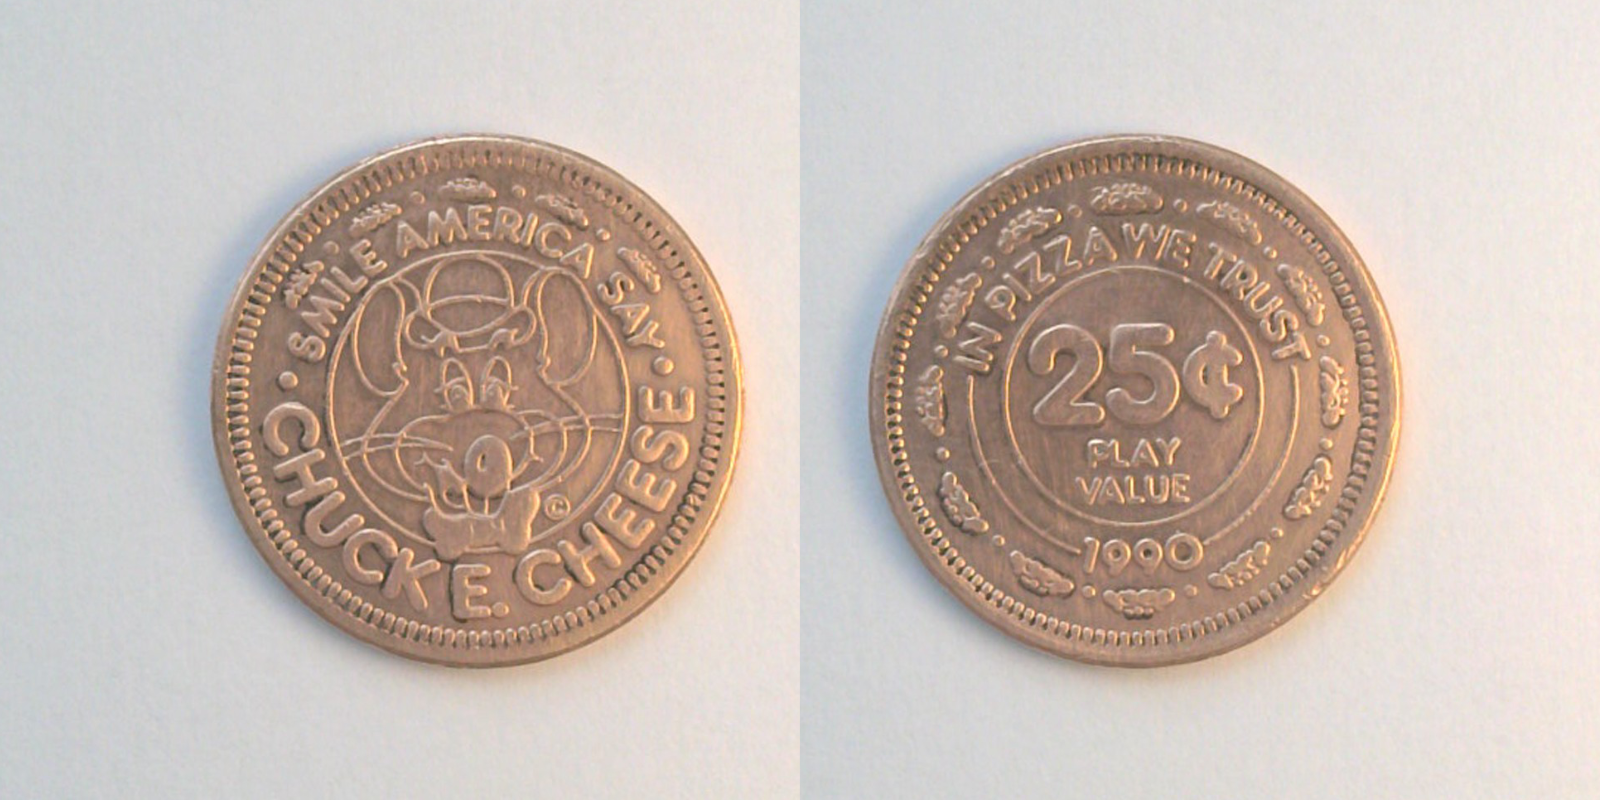 • SMILE AMERICA SAY •
CHUCK E. CHEESE
©
IN PIZZA WE TRUST
25¢
PLAY
VALUE
1990